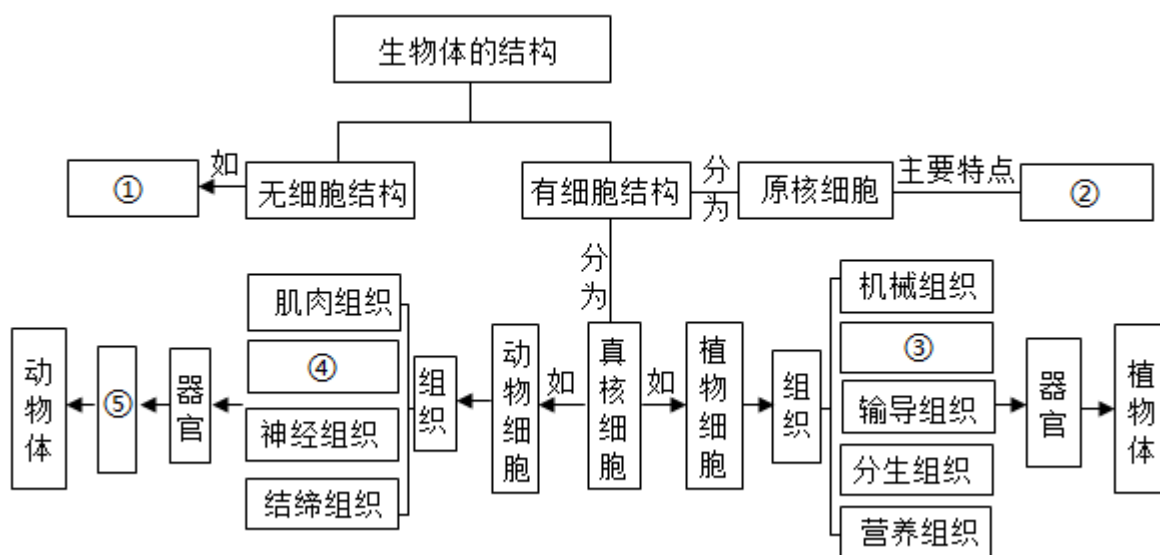 生物体的结构
①
如
无细胞结构
有细胞结构
分为
原核细胞
主要特点
②
分为
动物体
⑤
器官
肌肉组织
④
神经组织
结缔组织
组织
动物细胞
如
真核细胞
如
植物细胞
组织
机械组织
③
输导组织
分生组织
营养组织
器官
植物体